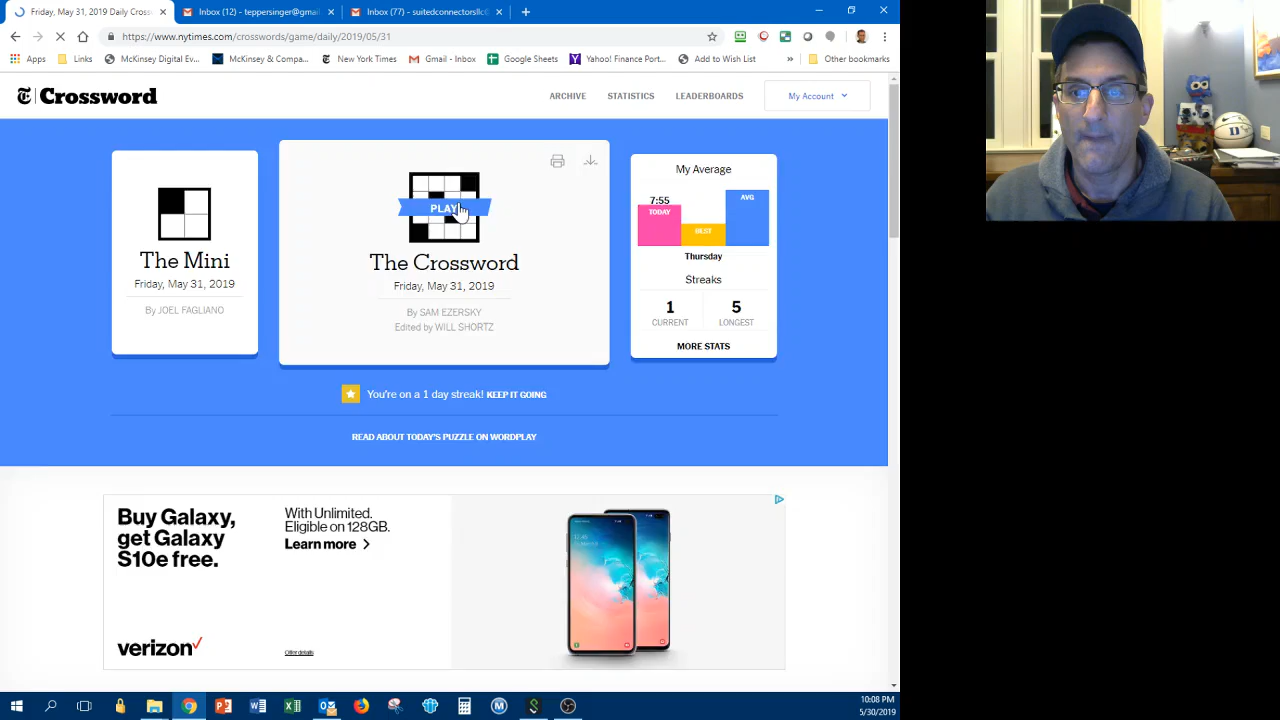 Friday, May 31, 2019 Daily Cross
Inbox (12) - teppersinger@gmai
Inbox (77) - suitedconnectorsllc@
https://www.nytimes.com/crosswords/game/daily/2019/05/31
Apps Links McKinsey Digital Ev... McKinsey & Compa... New York Times Gmail - Inbox Google Sheets Yahoo! Finance Port... Add to Wish List » Other bookmarks
T Crossword
ARCHIVE STATISTICS LEADERBOARDS My Account
PLAY
The Mini
Friday, May 31, 2019
By JOEL FAGLIANO
The Crossword
Friday, May 31, 2019
By SAM EZERSKY
Edited by WILL SHORTZ
My Average
7:55
TODAY BEST AVG
Thursday
Streaks
1 5
CURRENT LONGEST
MORE STATS
You're on a 1 day streak! KEEP IT GOING
READ ABOUT TODAY'S PUZZLE ON WORDPLAY
Buy Galaxy,
get Galaxy
S10e free.
With Unlimited.
Eligible on 128GB.
Learn more >
verizon
Offer details
10:08 PM
5/30/2019